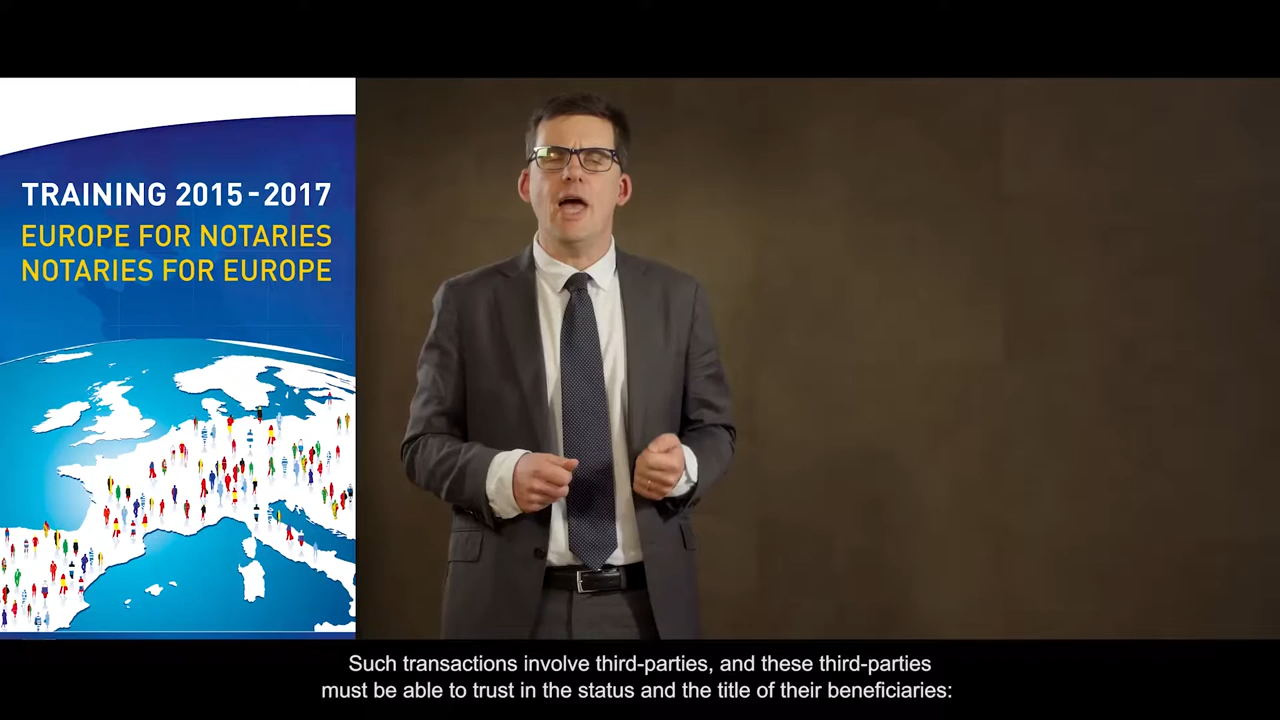 TRAINING 2015-2017
EUROPE FOR NOTARIES
NOTARIES FOR EUROPE
Such transactions involve third-parties, and these third-parties
must be able to trust in the status and the title of their beneficiaries: